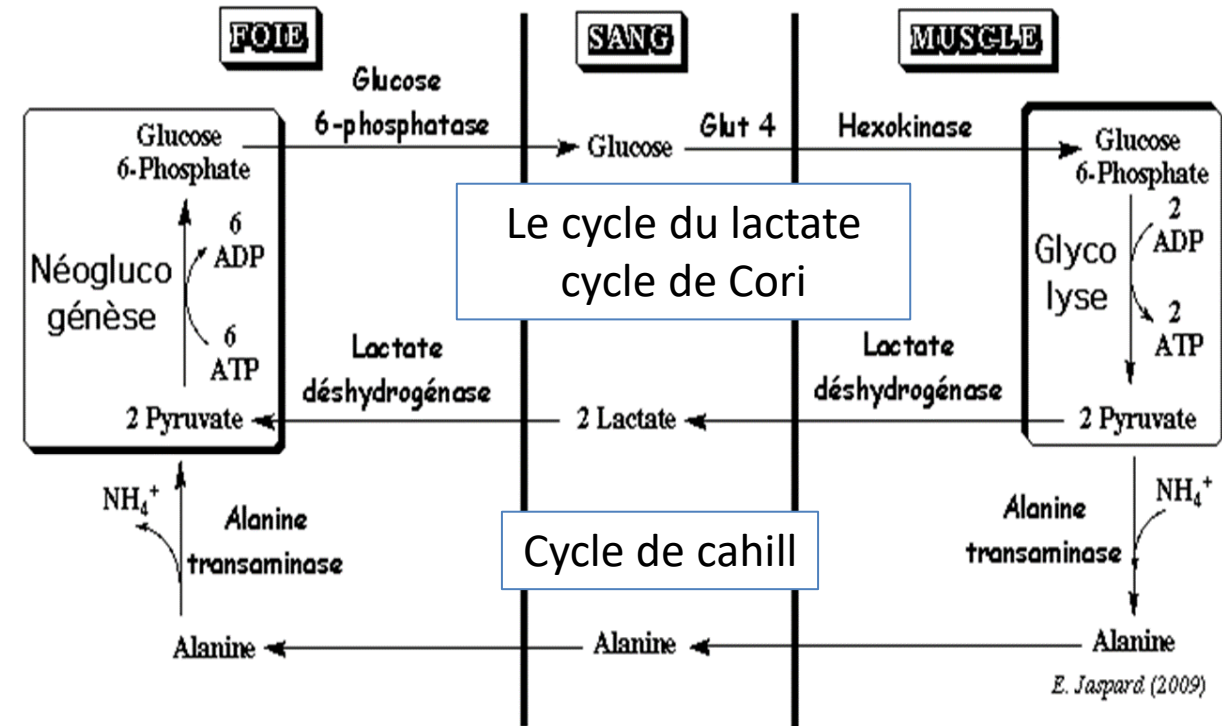 FOIE
SANG
MUSCLE
Glucose
6-phosphatase
Glucose
6-Phosphate
Glucose
Glut 4
Hexokinase
Glucose
6-Phosphate
Le cycle du lactate
cycle de Cori
Néogluco
génèse
6
ADP
6
ATP
Glyco
lyse
2
ADP
2
ATP
Lactate
déshydrogénase
Lactate
déshydrogénase
2 Pyruvate
2 Lactate
2 Pyruvate
NH₄⁺
Alanine
transaminase
Cycle de cahill
Alanine
transaminase
NH₄⁺
Alanine
Alanine
Alanine
E. Jaspard (2009)